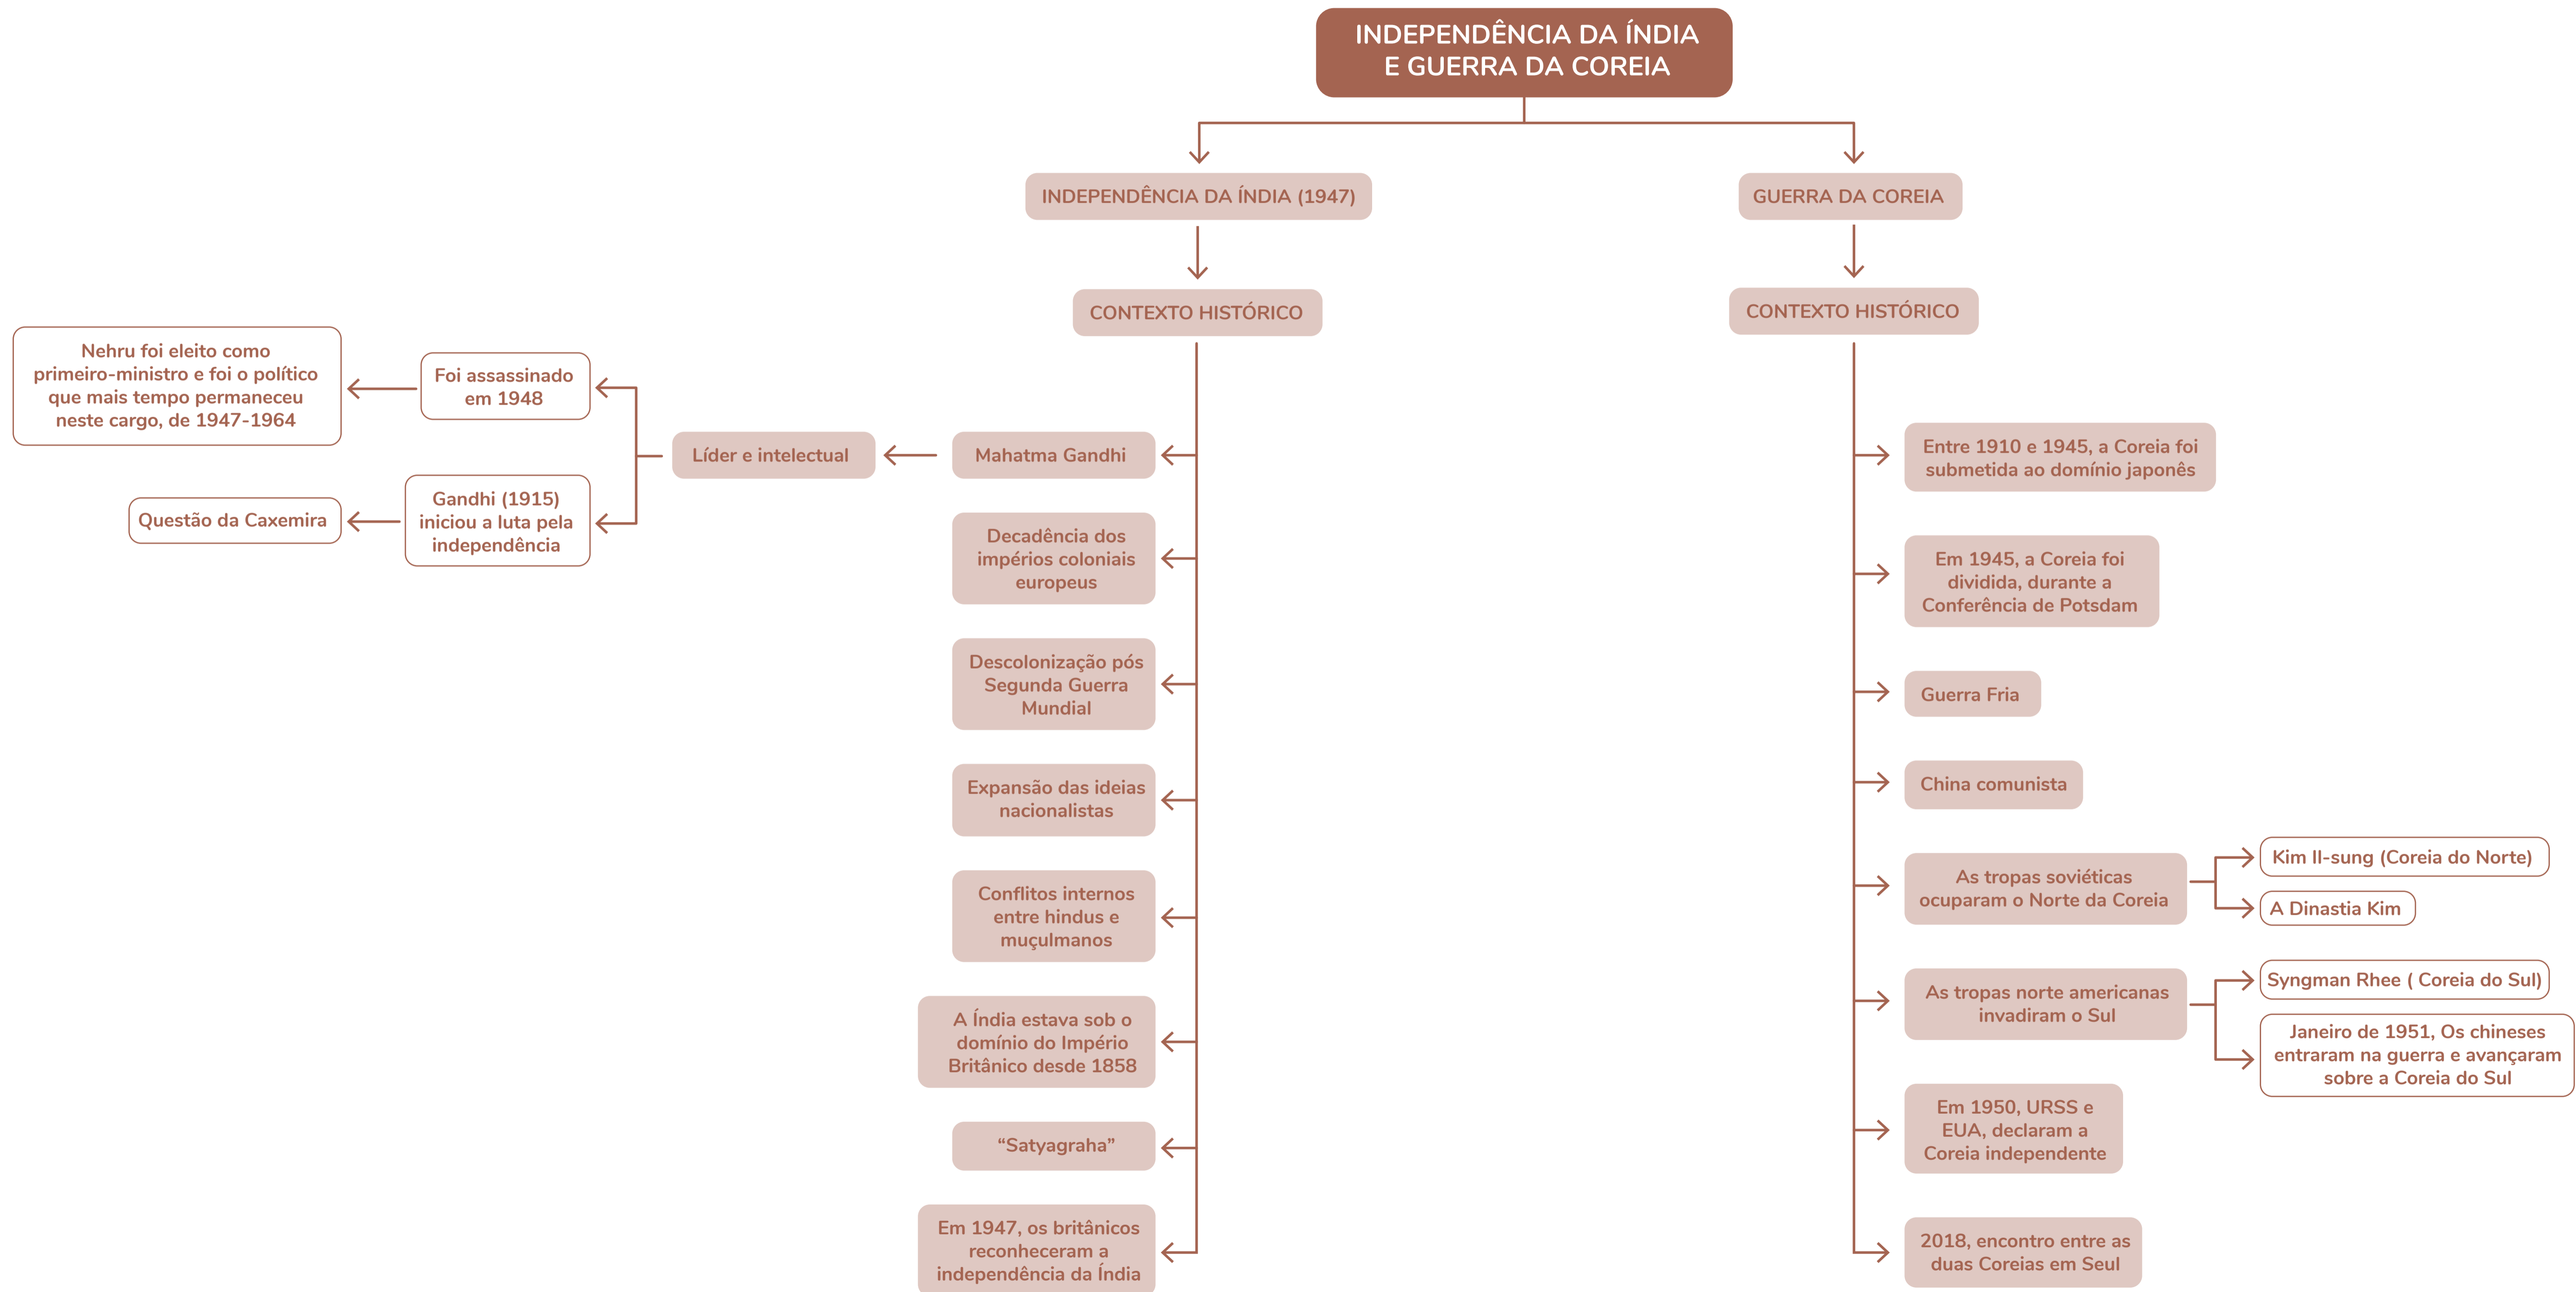 INDEPENDÊNCIA DA ÍNDIA
E GUERRA DA COREIA
INDEPENDÊNCIA DA ÍNDIA (1947)
CONTEXTO HISTÓRICO
Mahatma Gandhi
Líder e intelectual
Foi assassinado
em 1948
Nehru foi eleito como
primeiro-ministro e foi o político
que mais tempo permaneceu
neste cargo, de 1947-1964
Gandhi (1915)
iniciou a luta pela
independência
Questão da Caxemira
Decadência dos
impérios coloniais
europeus
Descolonização pós
Segunda Guerra
Mundial
Expansão das ideias
nacionalistas
Conflitos internos
entre hindus e
muçulmanos
A Índia estava sob o
domínio do Império
Britânico desde 1858
“Satyagraha”
Em 1947, os britânicos
reconheceram a
independência da Índia
GUERRA DA COREIA
CONTEXTO HISTÓRICO
Entre 1910 e 1945, a Coreia foi
submetida ao domínio japonês
Em 1945, a Coreia foi
dividida, durante a
Conferência de Potsdam
Guerra Fria
China comunista
As tropas soviéticas
ocuparam o Norte da Coreia
Kim Il-sung (Coreia do Norte)
A Dinastia Kim
As tropas norte americanas
invadiram o Sul
Syngman Rhee ( Coreia do Sul)
Janeiro de 1951, Os chineses
entraram na guerra e avançaram
sobre a Coreia do Sul
Em 1950, URSS e
EUA, declaram a
Coreia independente
2018, encontro entre as
duas Coreias em Seul